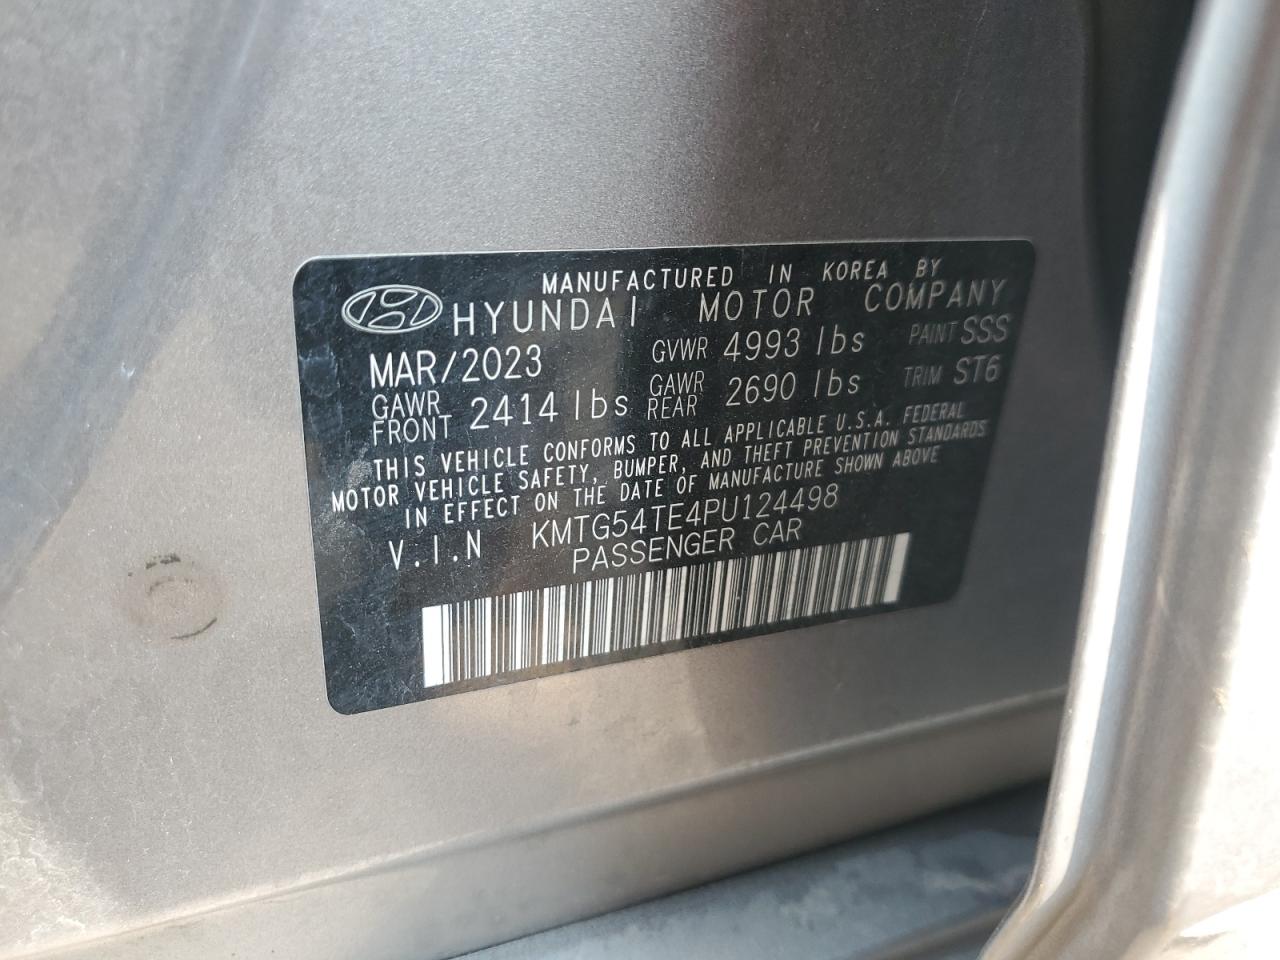 MANUFACTURED IN KOREA BY
HYUNDAI MOTOR COMPANY
MAR/2023 GVWR 4993 lbs PAINT SSS
GAWR FRONT 2414 lbs GAWR REAR 2690 lbs TRIM ST6
THIS VEHICLE CONFORMS TO ALL APPLICABLE U.S.A. FEDERAL
MOTOR VEHICLE SAFETY, BUMPER, AND THEFT PREVENTION STANDARDS
IN EFFECT ON THE DATE OF MANUFACTURE SHOWN ABOVE
V.I.N KMTG54TE4PU124498
PASSENGER CAR